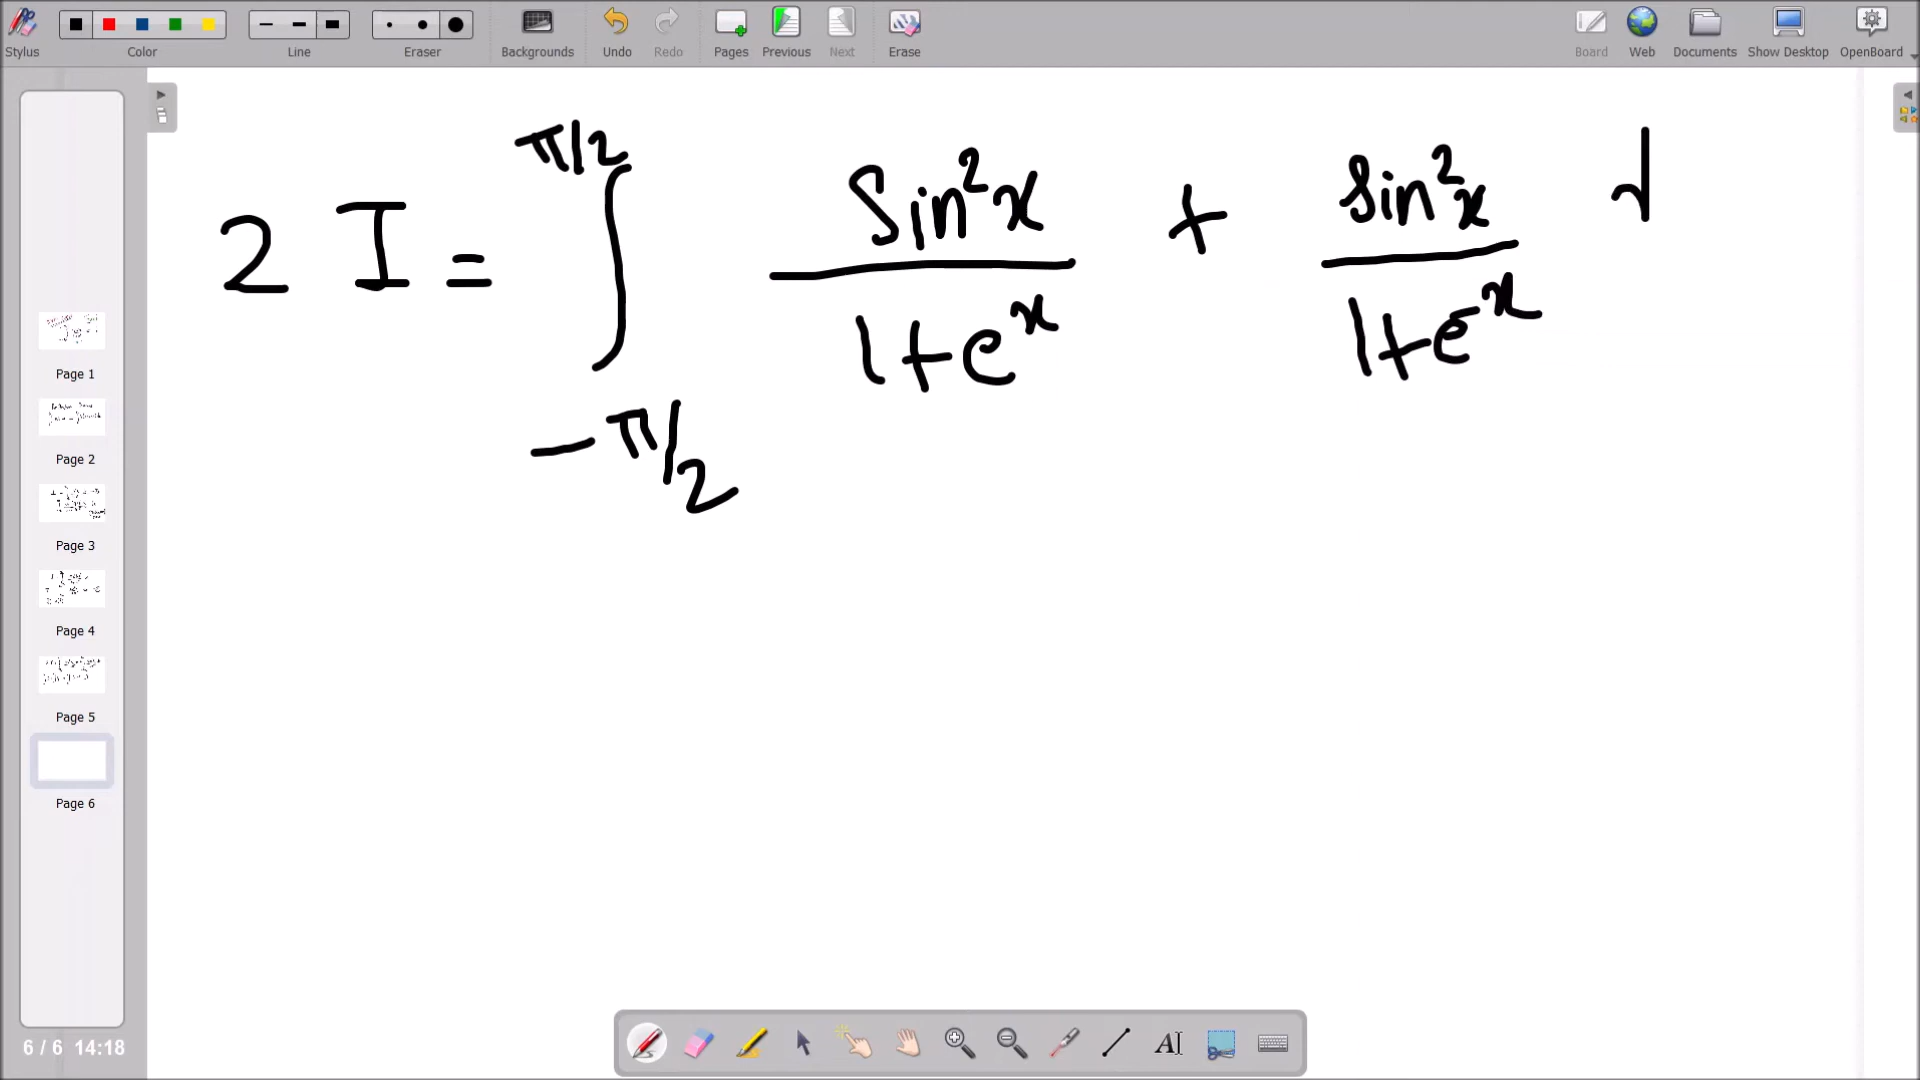 Stylus
Color
Line
Eraser
Backgrounds
Undo
Redo
Pages
Previous
Next
Erase
Board
Web
Documents
Show Desktop
OpenBoard
2 I = ∫_{-π/2}^{π/2} Sin²x / (1+e^x) + sin²x / (1+e^x) d
Page 1
Page 2
Page 3
Page 4
Page 5
Page 6
6 / 6 14:18
AI